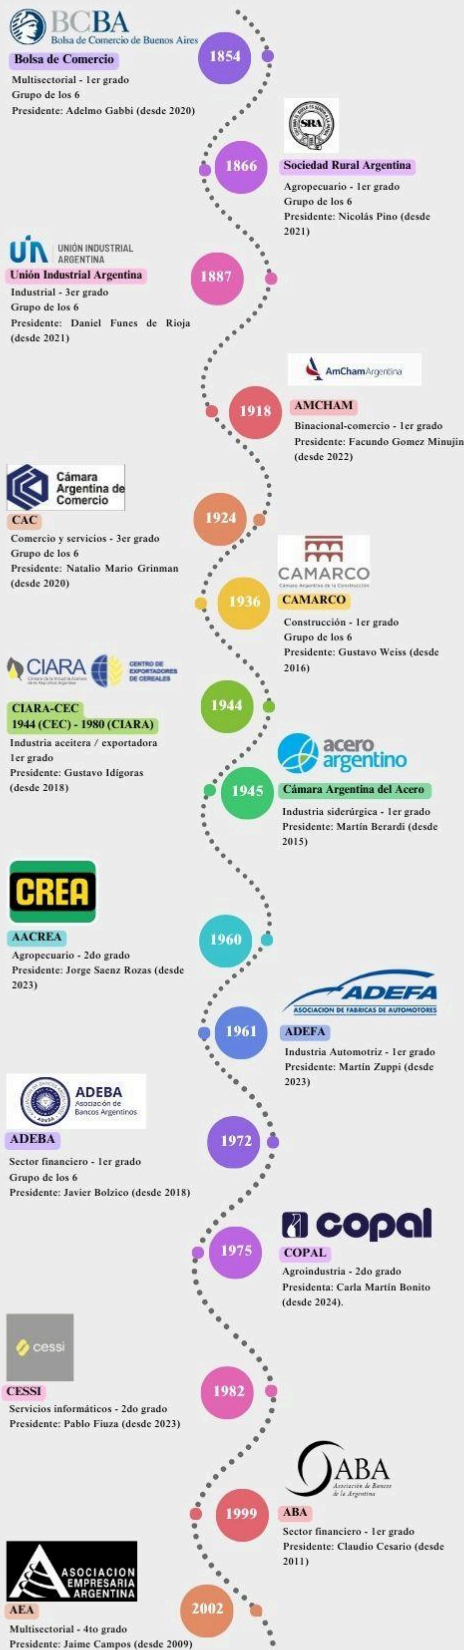 BCBA
Bolsa de Comercio de Buenos Aires
Bolsa de Comercio
Multisectorial - 1er grado
Grupo de los 6
Presidente: Adelmo Gabbi (desde 2020)
1854
SRA
1866
Sociedad Rural Argentina
Agropecuario - 1er grado
Grupo de los 6
Presidente: Nicolás Pino (desde
2021)
UIA
UNIÓN INDUSTRIAL
ARGENTINA
Unión Industrial Argentina
Industrial - 3er grado
Grupo de los 6
Presidente: Daniel Funes de Rioja
(desde 2021)
1887
AmChamArgentina
1918
AMCHAM
Binacional-comercio - 1er grado
Presidente: Facundo Gomez Minujin
(desde 2022)
Cámara
Argentina de
Comercio
CAC
Comercio y servicios - 3er grado
Grupo de los 6
Presidente: Natalio Mario Grinman
(desde 2020)
1924
CAMARCO
Cámara Argentina de la Construcción
1936
CAMARCO
Construcción - 1er grado
Grupo de los 6
Presidente: Gustavo Weiss (desde
2016)
CIARA
CENTRO DE
EXPORTADORES
DE CEREALES
CIARA-CEC
1944 (CEC) - 1980 (CIARA)
Industria aceitera / exportadora
1er grado
Presidente: Gustavo Idígoras
(desde 2018)
1944
acero
argentino
1945
Cámara Argentina del Acero
Industria siderúrgica - 1er grado
Presidente: Martín Berardi (desde
2015)
CREA
AACREA
Agropecuario - 2do grado
Presidente: Jorge Saenz Rozas (desde
2023)
1960
ADEFA
ASOCIACION DE FABRICAS DE AUTOMOTORES
1961
ADEFA
Industria Automotriz - 1er grado
Presidente: Martín Zuppi (desde
2023)
ADEBA
Asociación de
Bancos Argentinos
ADEBA
Sector financiero - 1er grado
Grupo de los 6
Presidente: Javier Bolzico (desde 2018)
1972
copal
1975
COPAL
Agroindustria - 2do grado
Presidenta: Carla Martín Bonito
(desde 2024).
cessi
CESSI
Servicios informáticos - 2do grado
Presidente: Pablo Fiuza (desde 2023)
1982
ABA
Asociación de Bancos
de la Argentina
1999
ABA
Sector financiero - 1er grado
Presidente: Claudio Cesario (desde
2011)
ASOCIACION
EMPRESARIA
ARGENTINA
AEA
Multisectorial - 4to grado
Presidente: Jaime Campos (desde 2009)
2002